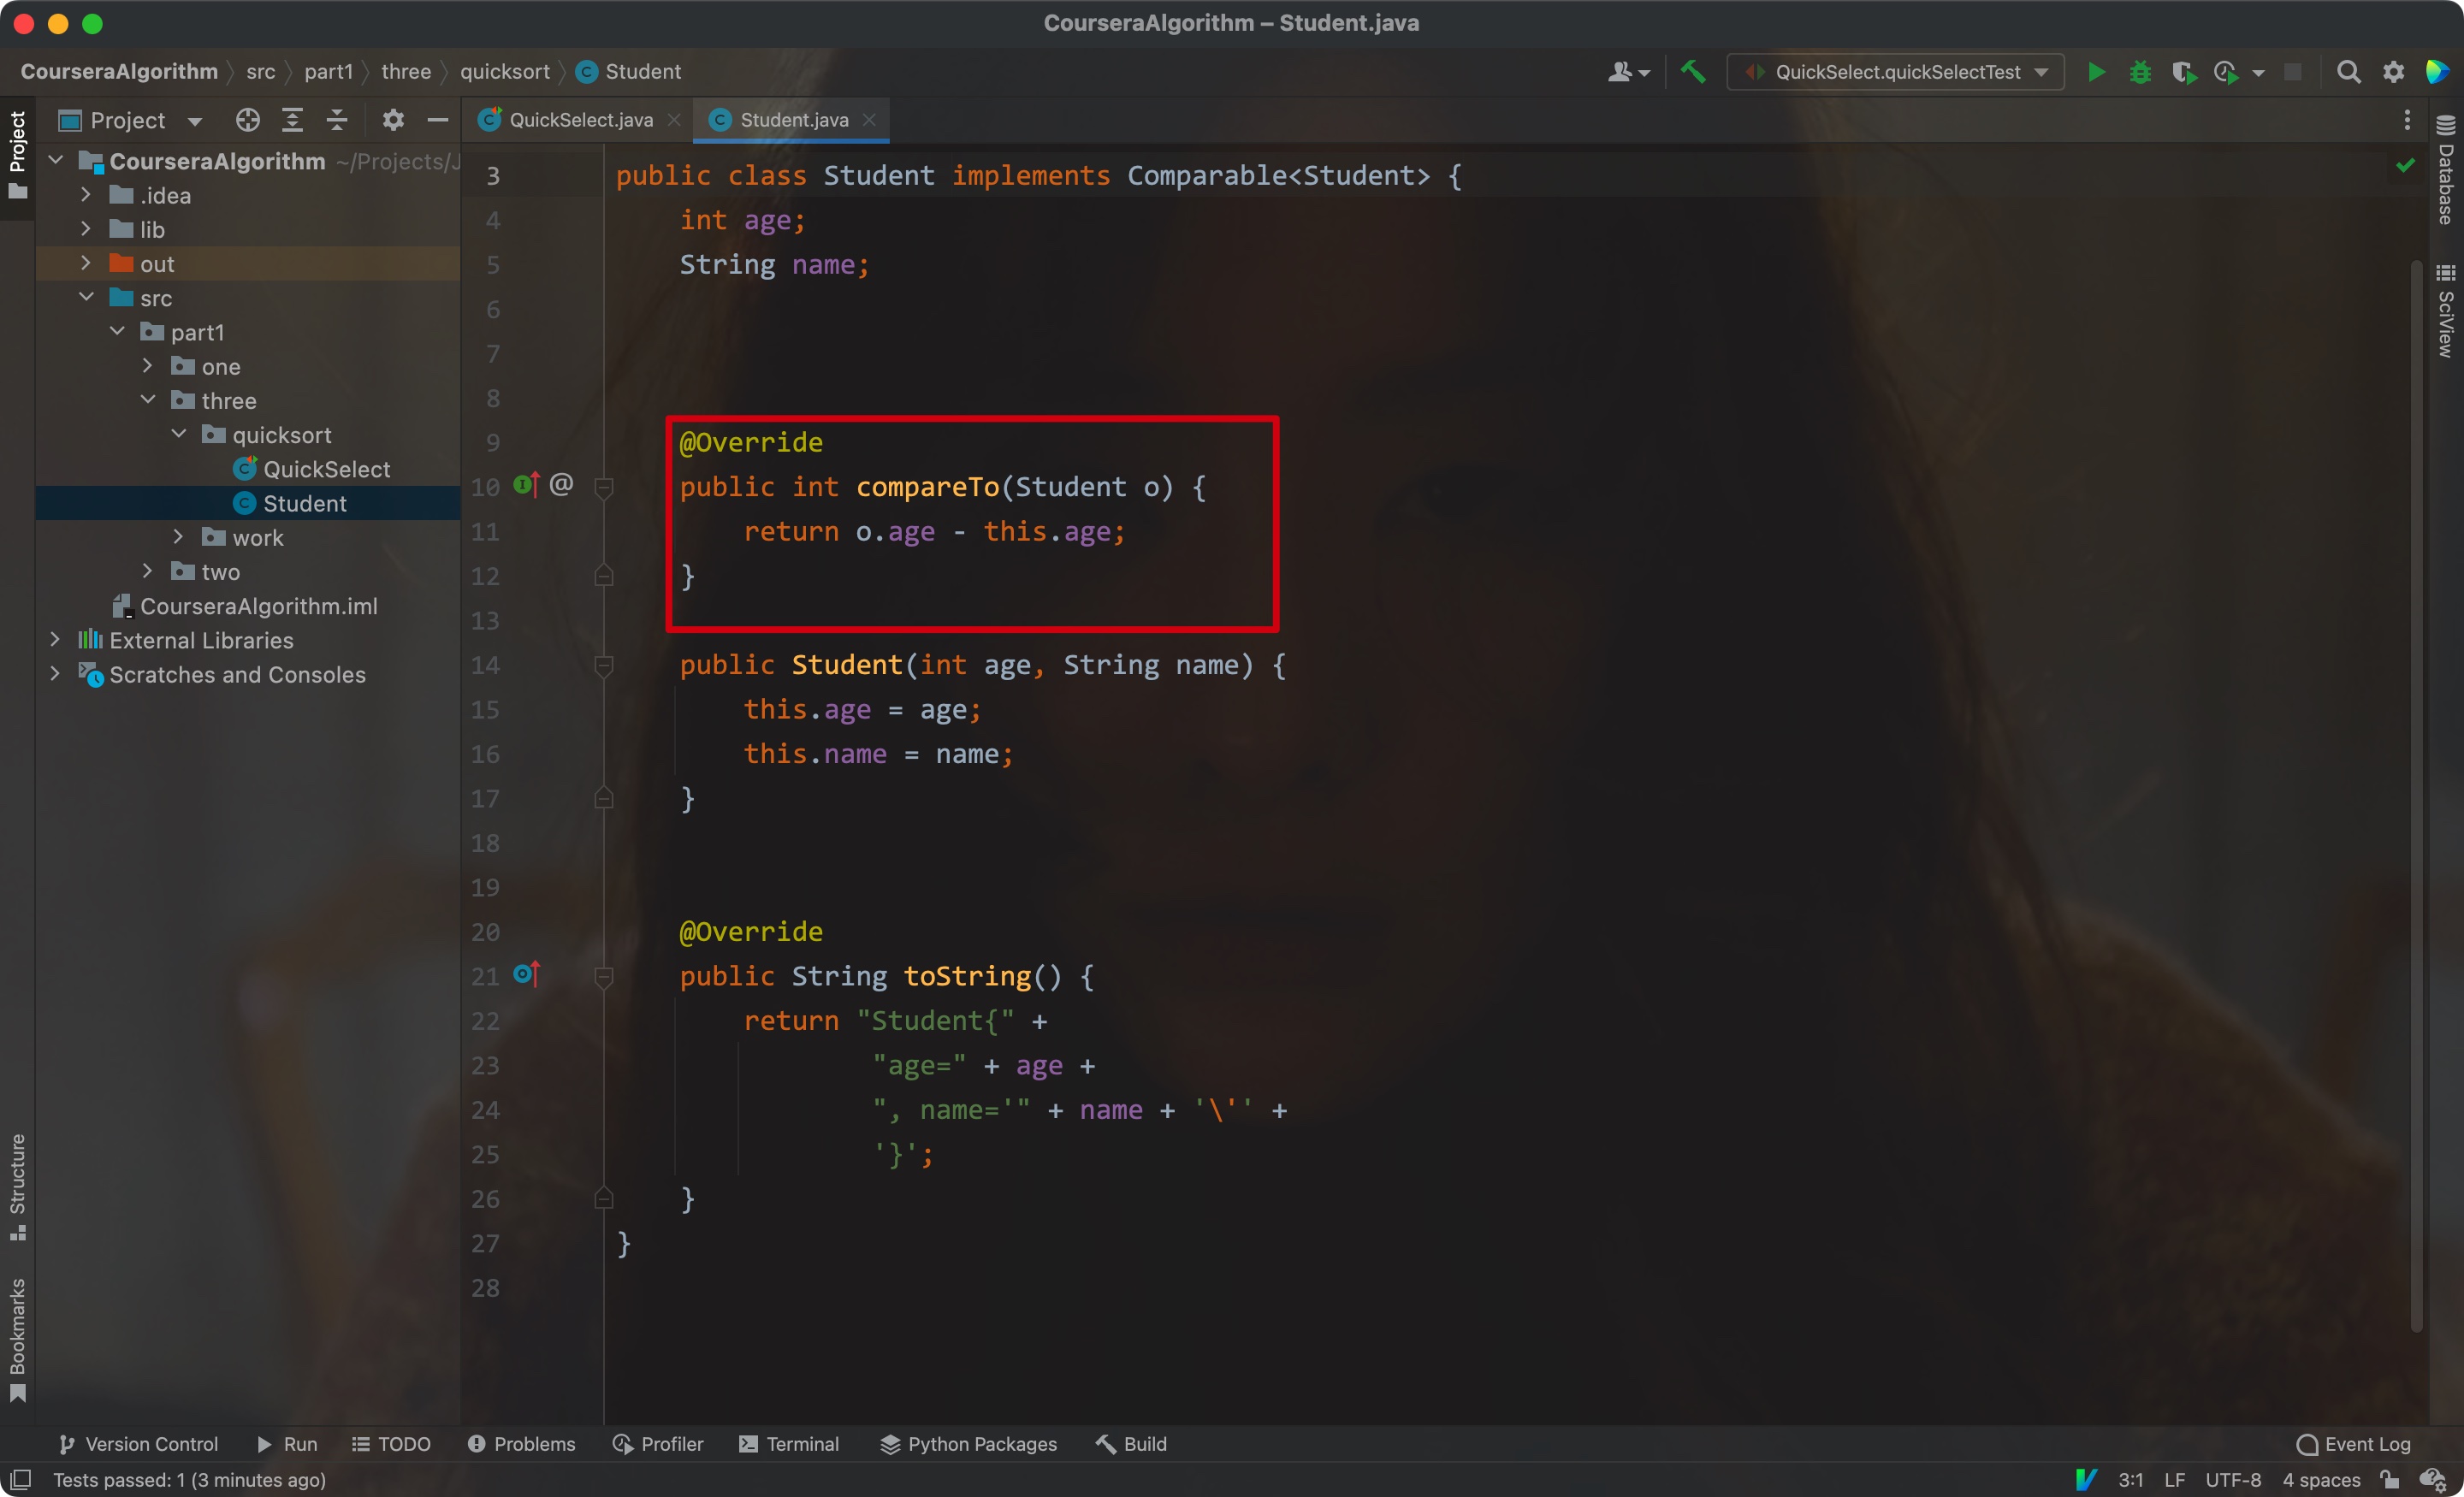 CourseraAlgorithm – Student.java
CourseraAlgorithm src part1 three quicksort Student
QuickSelect.quickSelectTest
Project
Project
QuickSelect.java
Student.java
CourseraAlgorithm ~/Projects/J
.idea
lib
out
src
part1
one
three
quicksort
QuickSelect
Student
work
two
CourseraAlgorithm.iml
External Libraries
Scratches and Consoles
Structure
Bookmarks
3 public class Student implements Comparable<Student> {
4 int age;
5 String name;
6
7
8
9 @Override
10 @ public int compareTo(Student o) {
11 return o.age - this.age;
12 }
13
14 public Student(int age, String name) {
15 this.age = age;
16 this.name = name;
17 }
18
19
20 @Override
21 public String toString() {
22 return "Student{" +
23 "age=" + age +
24 ", name='" + name + '\'' +
25 '}';
26 }
27 }
28
Database
SciView
Version Control Run TODO Problems Profiler Terminal Python Packages Build Event Log
Tests passed: 1 (3 minutes ago) 3:1 LF UTF-8 4 spaces